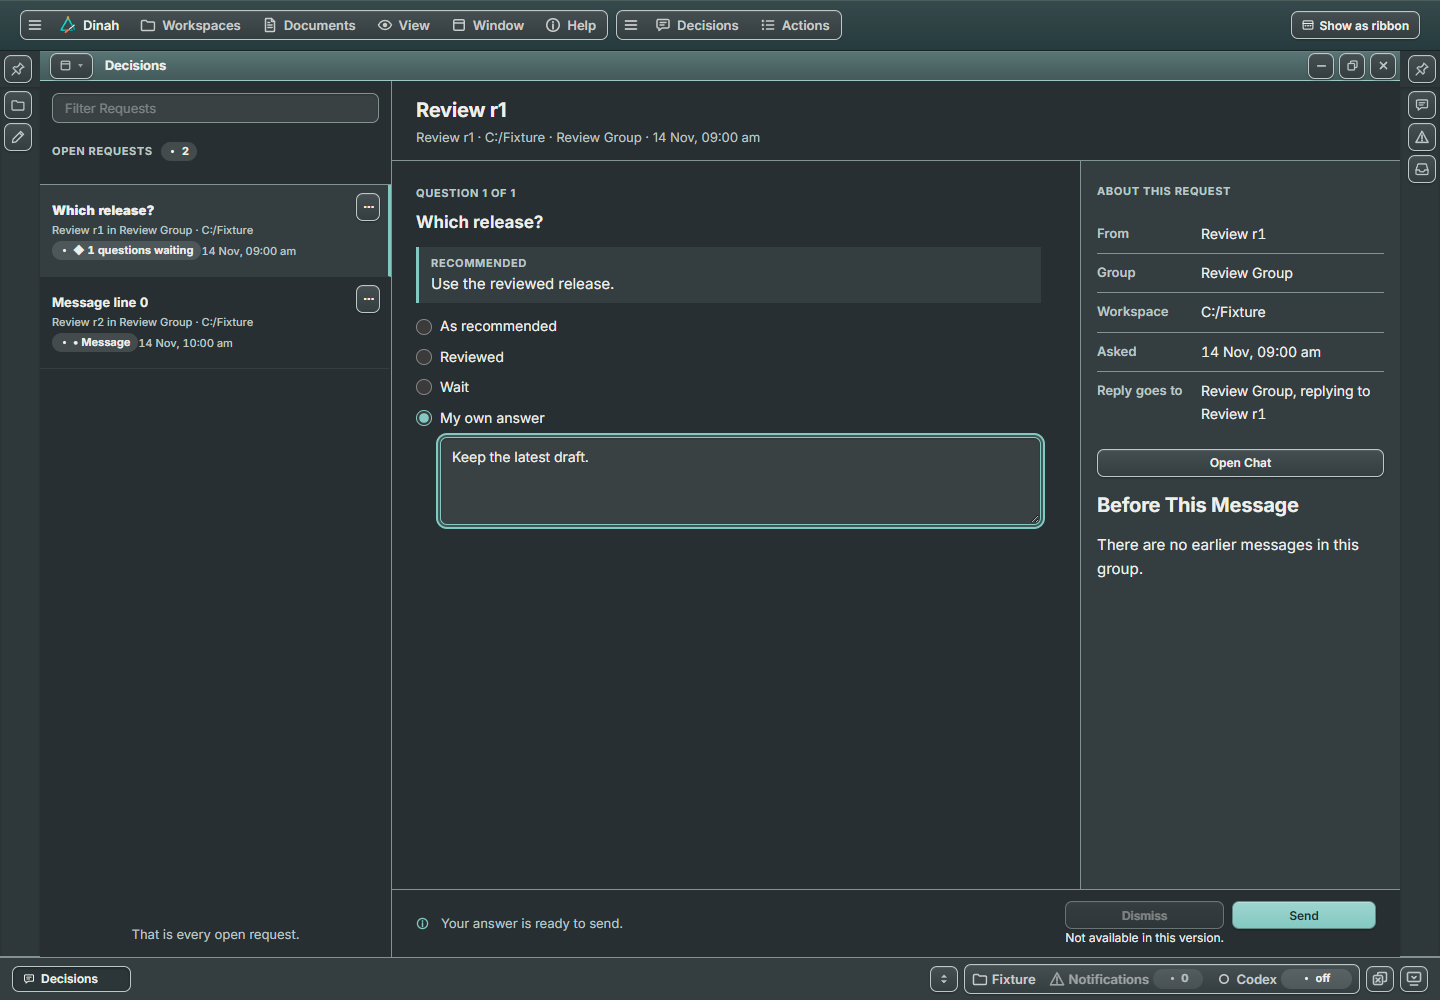 Dinah
Workspaces
Documents
View
Window
Help
Decisions
Actions
Show as ribbon
Decisions
Filter Requests
OPEN REQUESTS • 2
Which release?
Review r1 in Review Group · C:/Fixture
• ◆ 1 questions waiting 14 Nov, 09:00 am
Message line 0
Review r2 in Review Group · C:/Fixture
• • Message 14 Nov, 10:00 am
That is every open request.
Review r1
Review r1 · C:/Fixture · Review Group · 14 Nov, 09:00 am
QUESTION 1 OF 1
Which release?
RECOMMENDED
Use the reviewed release.
As recommended
Reviewed
Wait
My own answer
Keep the latest draft.
ABOUT THIS REQUEST
From Review r1
Group Review Group
Workspace C:/Fixture
Asked 14 Nov, 09:00 am
Reply goes to Review Group, replying to
Review r1
Open Chat
Before This Message
There are no earlier messages in this
group.
Your answer is ready to send.
Dismiss
Not available in this version.
Send
Decisions
Fixture
Notifications • 0
Codex • off